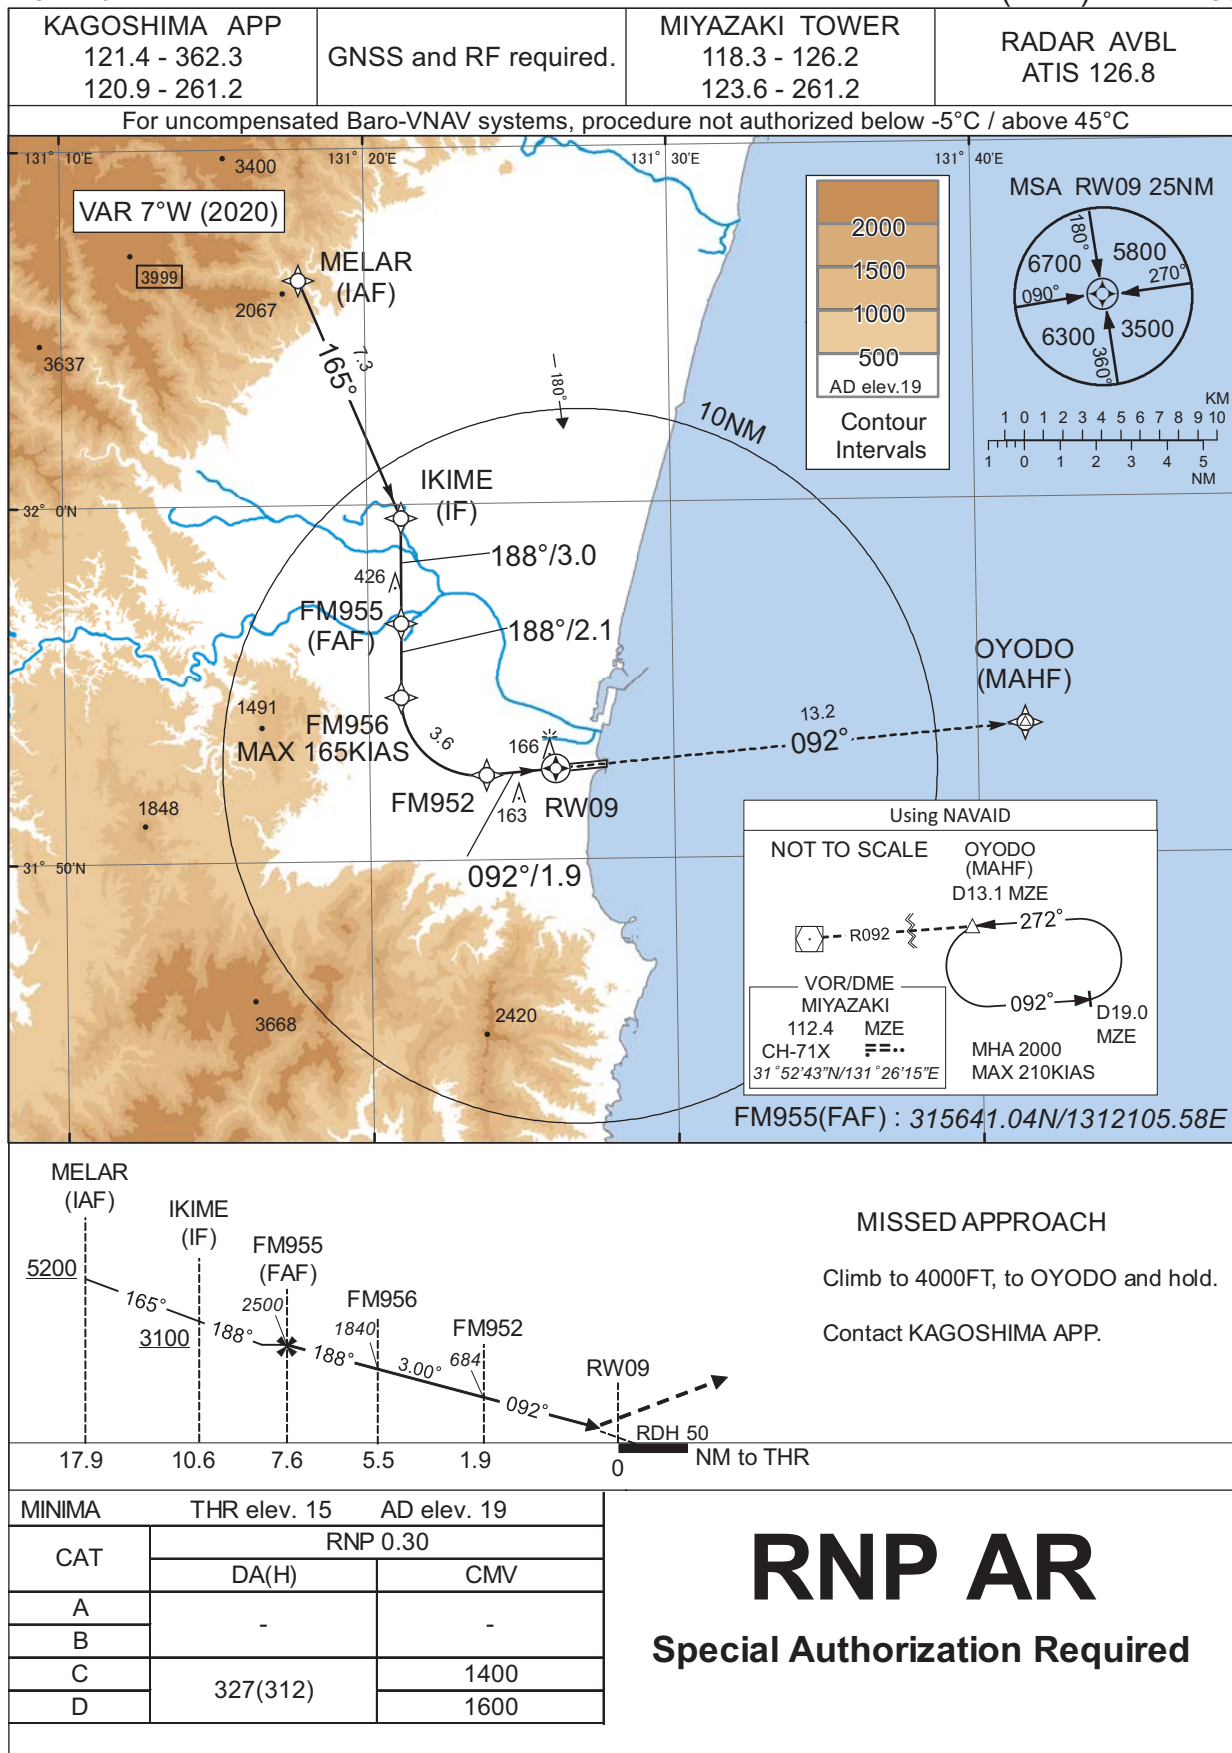 KAGOSHIMA APP
121.4 - 362.3
120.9 - 261.2
GNSS and RF required.
MIYAZAKI TOWER
118.3 - 126.2
123.6 - 261.2
RADAR AVBL
ATIS 126.8
For uncompensated Baro-VNAV systems, procedure not authorized below -5°C / above 45°C
131° 10'E
131° 20'E
131° 30'E
131° 40'E
3400
VAR 7°W (2020)
3999
2067
3637
MELAR
(IAF)
7.3
165°
180°
10NM
2000
1500
1000
500
AD elev.19
Contour
Intervals
MSA RW09 25NM
180°
5800
6700
270°
090°
6300
3500
360°
KM
1 0 1 2 3 4 5 6 7 8 9 10
1 0 1 2 3 4 5
NM
IKIME
(IF)
32° 0'N
188°/3.0
426
FM955
(FAF)
188°/2.1
OYODO
(MAHF)
1491
FM956
MAX 165KIAS
3.6
166
13.2
092°
FM952
163
RW09
1848
31° 50'N
092°/1.9
3668
2420
Using NAVAID
NOT TO SCALE
OYODO
(MAHF)
D13.1 MZE
R092
272°
092°
D19.0
MZE
VOR/DME
MIYAZAKI
112.4 MZE
CH-71X
31°52'43"N/131°26'15"E
MHA 2000
MAX 210KIAS
FM955(FAF) : 315641.04N/1312105.58E
MELAR
(IAF)
IKIME
(IF)
FM955
(FAF)
FM956
FM952
RW09
5200
165°
3100
188°
2500
188°
1840
3.00°
684
092°
RDH 50
NM to THR
17.9
10.6
7.6
5.5
1.9
0
MISSED APPROACH
Climb to 4000FT, to OYODO and hold.
Contact KAGOSHIMA APP.
MINIMA THR elev. 15 AD elev. 19
CAT
RNP 0.30
DA(H)
CMV
A
B
-
-
C
D
327(312)
1400
1600
RNP AR
Special Authorization Required